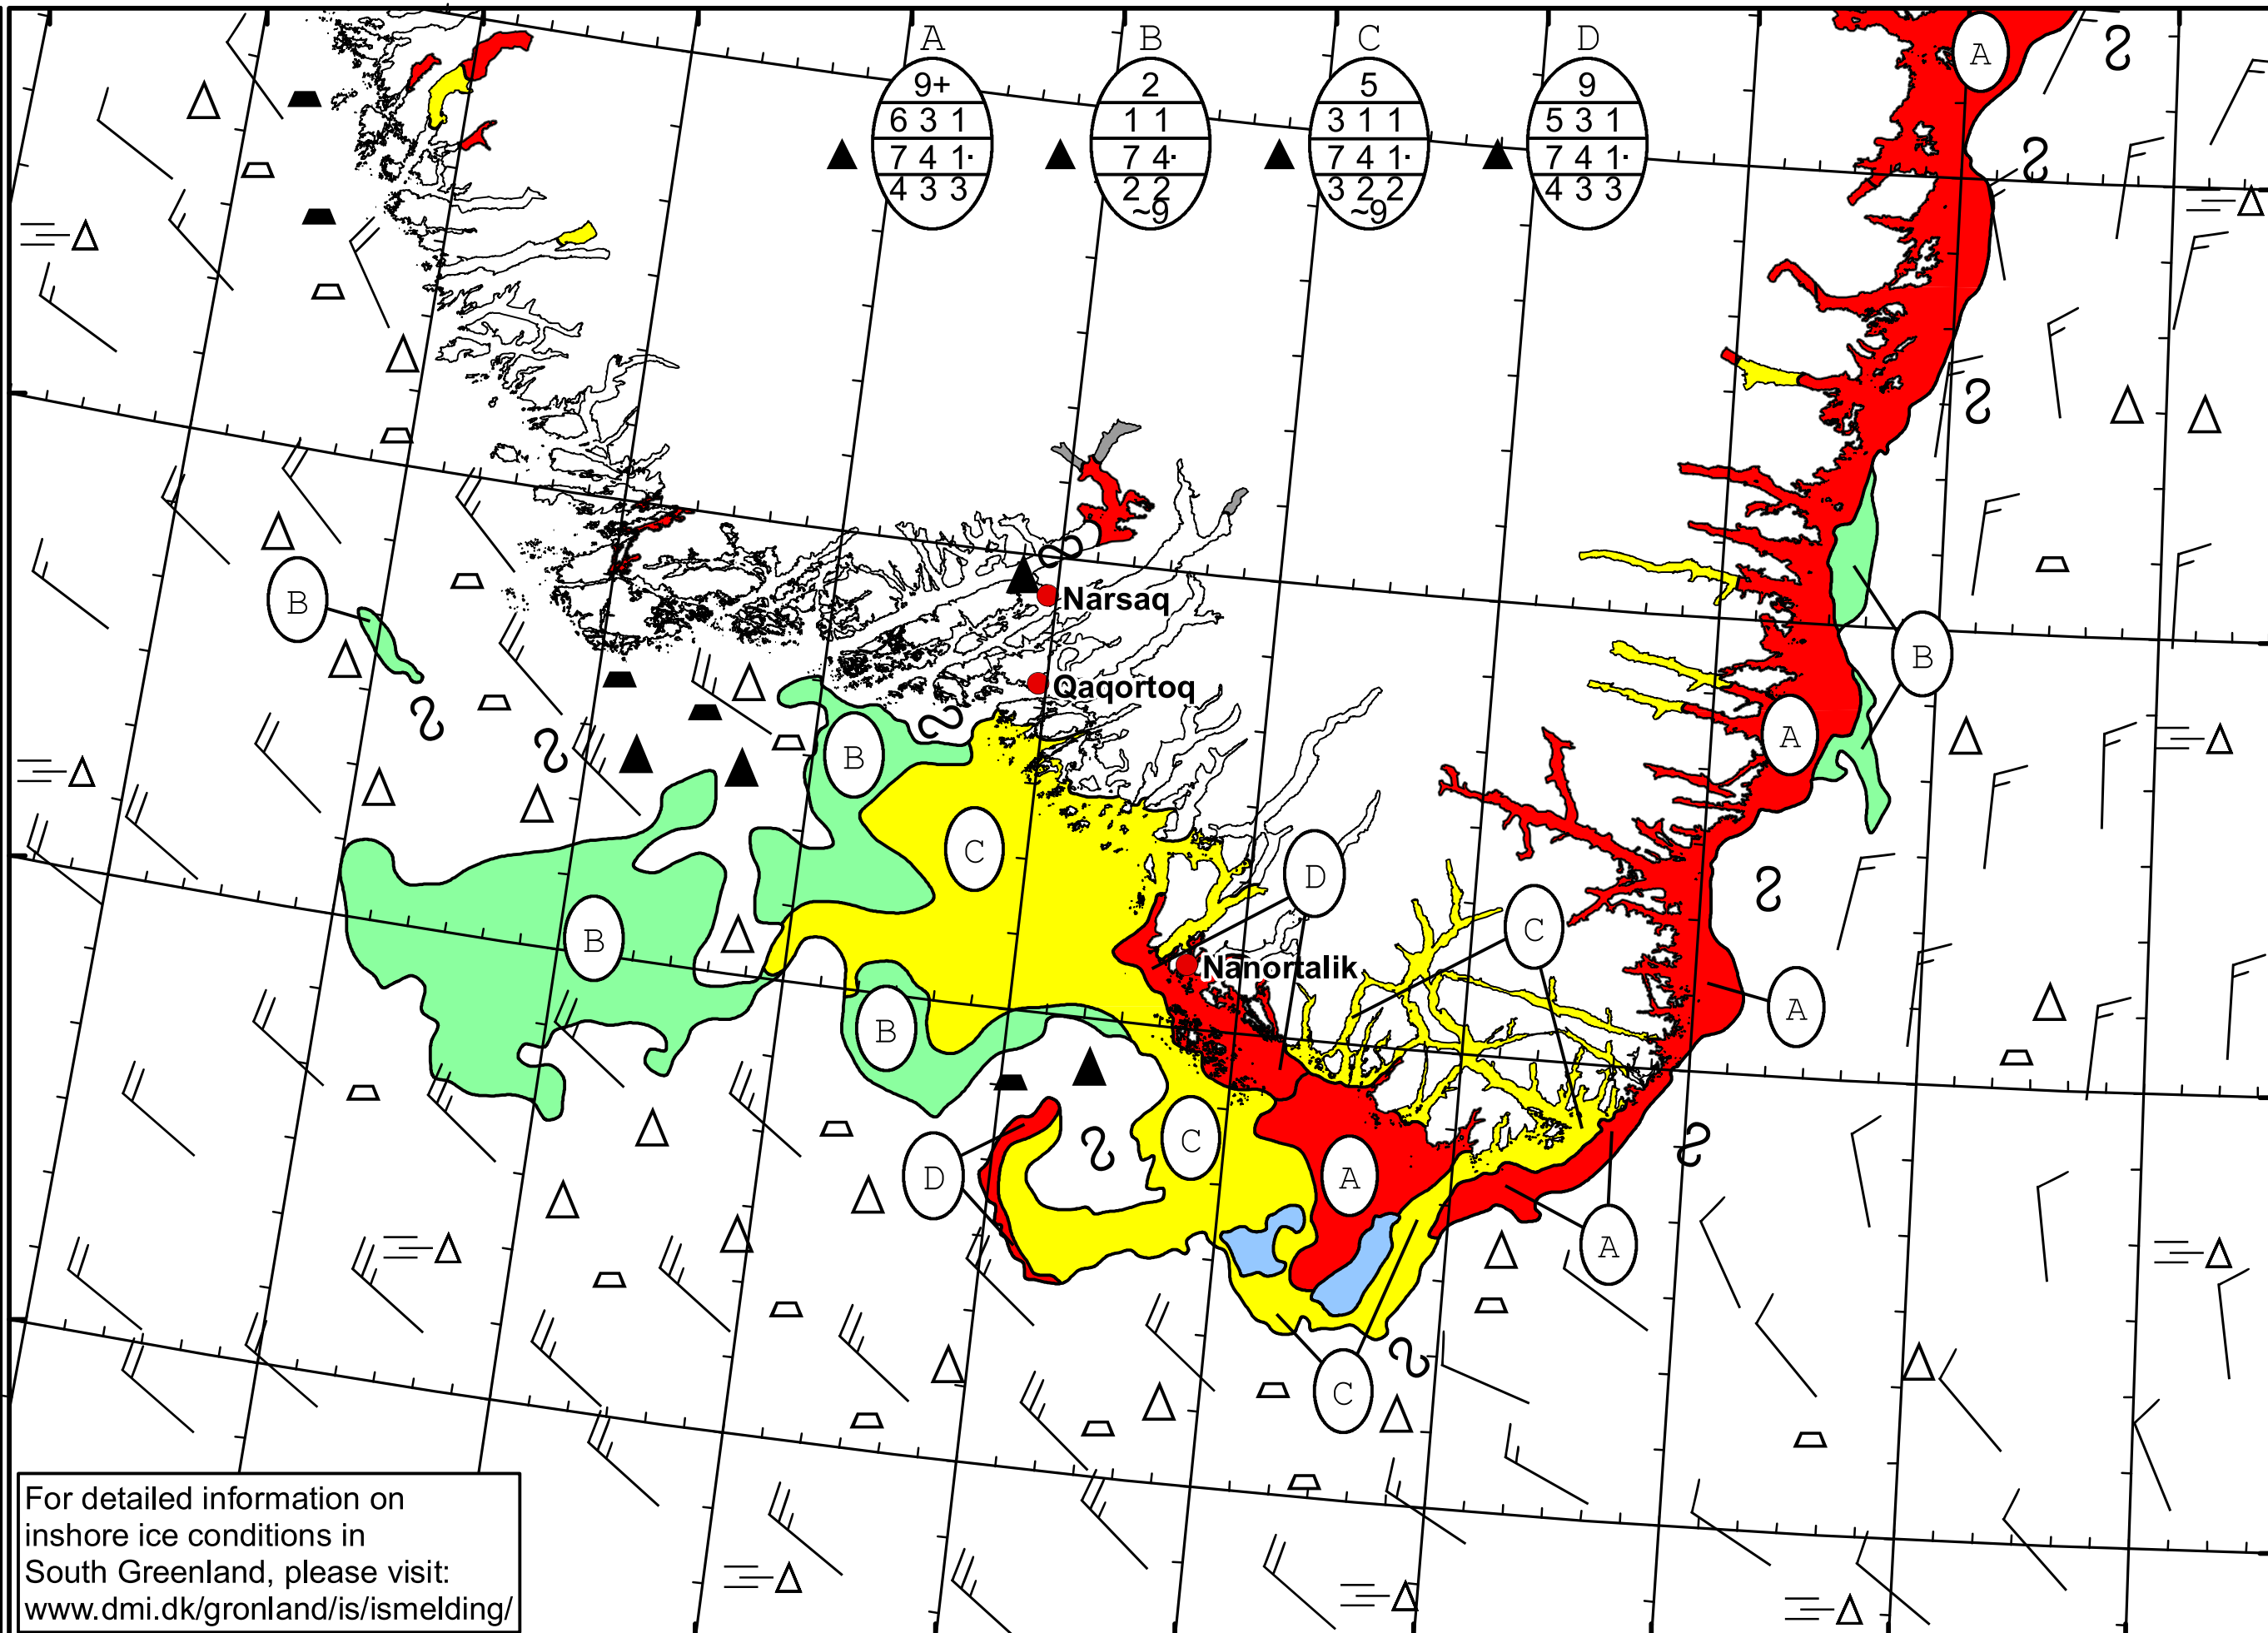 A B C D
9+ 2 5 9
6 3 1 1 1 3 1 1 5 3 1
7 4 1· 7 4· 7 4 1· 7 4 1·
4 3 3 2 2 3 2 2 4 3 3
~9 ~9
A
Narsaq
B
B
Qaqortoq
A
B
C
D
B
C
Nanortalik
A
B
C
D
A
A
C
For detailed information on
inshore ice conditions in
South Greenland, please visit:
www.dmi.dk/gronland/is/ismelding/